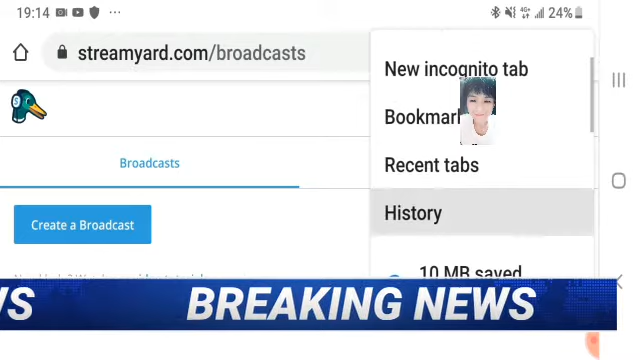 19:14
4G+
24%
streamyard.com/broadcasts
New incognito tab
Bookmar
Recent tabs
Broadcasts
History
Create a Broadcast
10 MB saved
WS BREAKING NEWS